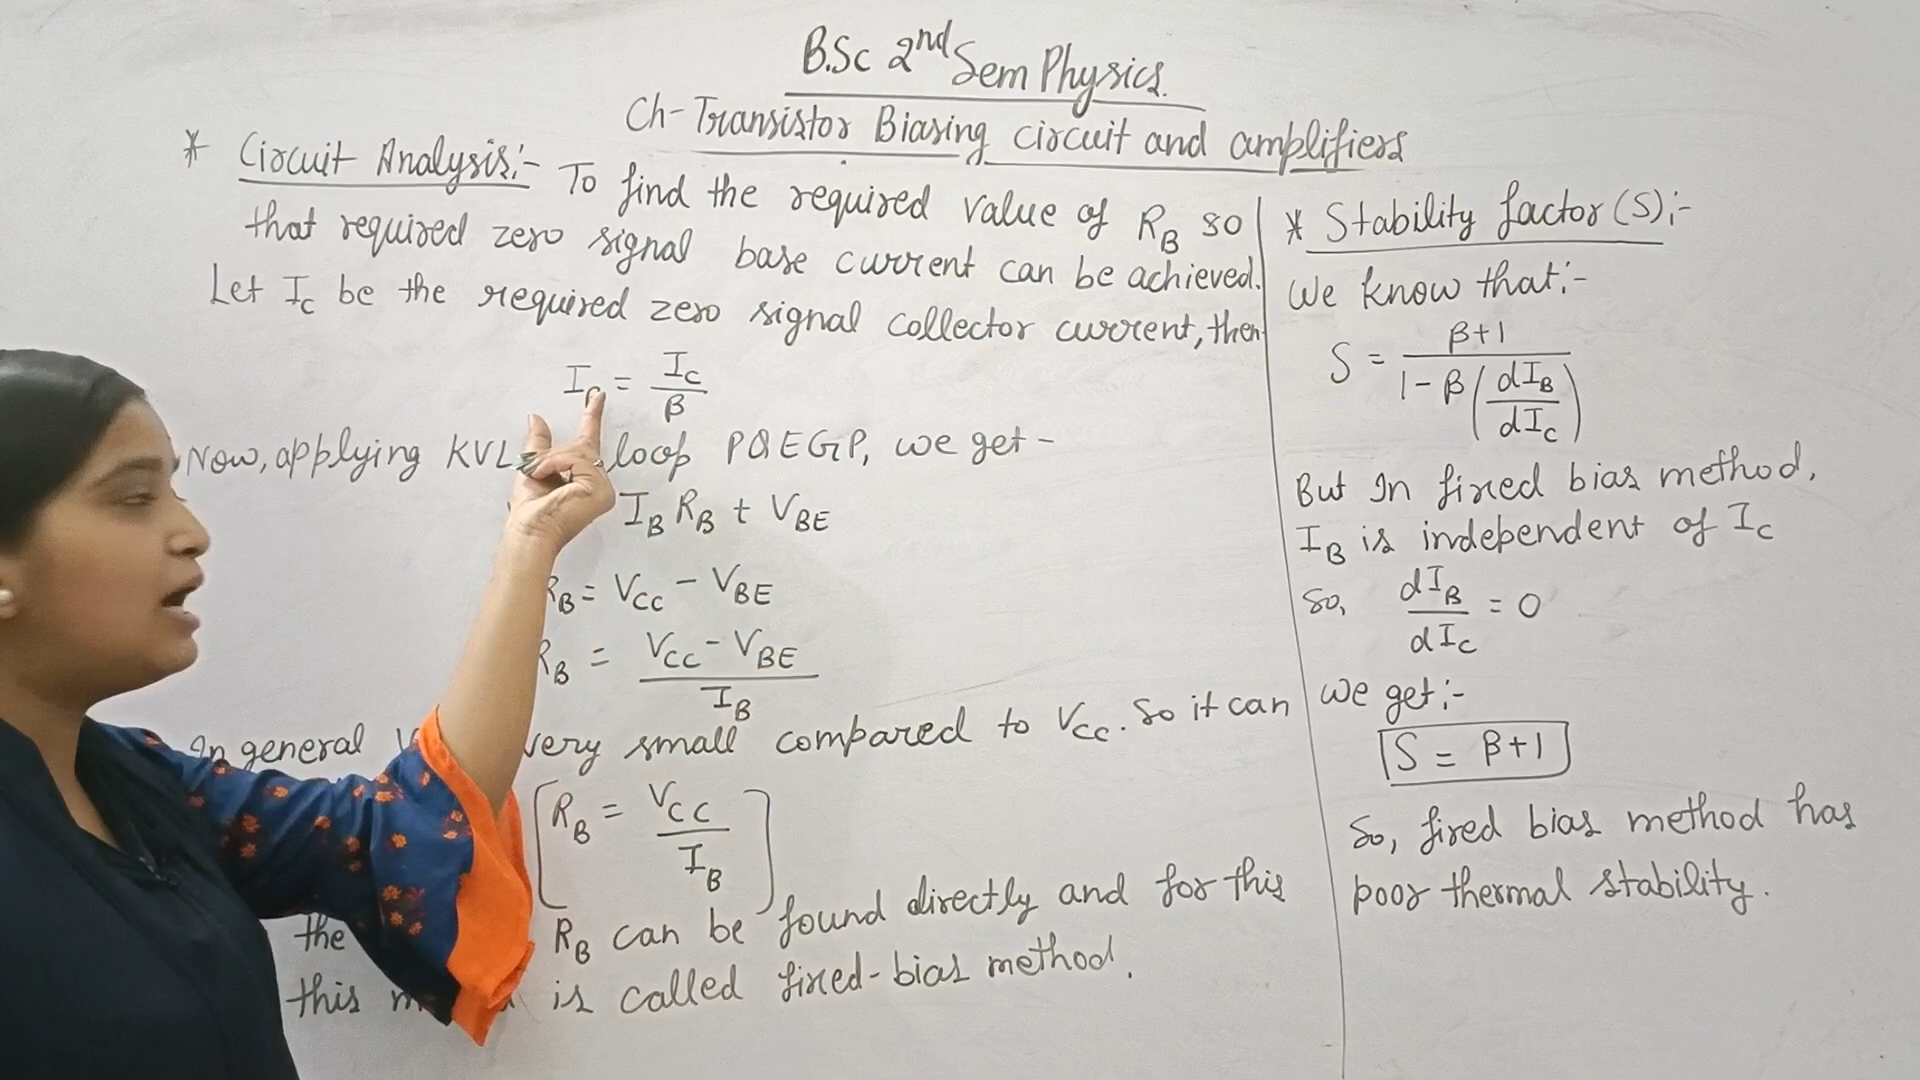 B.Sc 2nd Sem Physics.
Ch- Transistor Biasing circuit and amplifiers
* Circuit Analysis:- To find the required value of RB so
that required zero signal base current can be achieved.
Let IC be the required zero signal collector current, then
I = IC/β
Now, applying KVL loop PQEGP, we get -
IB RB + VBE
RB = VCC - VBE
RB = (VCC - VBE)/IB
In general very small compared to VCC. So it can
[RB = VCC/IB]
the RB can be found directly and for this
this is called fixed-bias method.
* Stability factor (S):-
We know that:-
S = (β+1)/(1 - β(dIB/dIC))
But In fixed bias method,
IB is independent of IC
So, dIB/dIC = 0
we get:-
S = β+1
So, fixed bias method has
poor thermal stability.